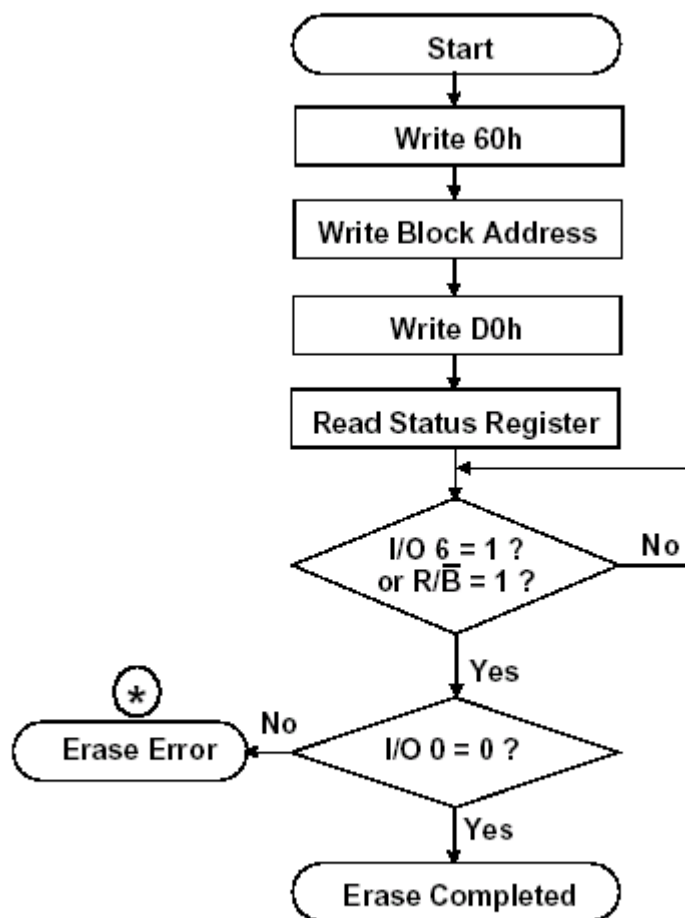 Start
Write 60h
Write Block Address
Write D0h
Read Status Register
I/O 6 = 1 ?
or R/B̅ = 1 ?
No
Yes
*
No
Erase Error
I/O 0 = 0 ?
Yes
Erase Completed